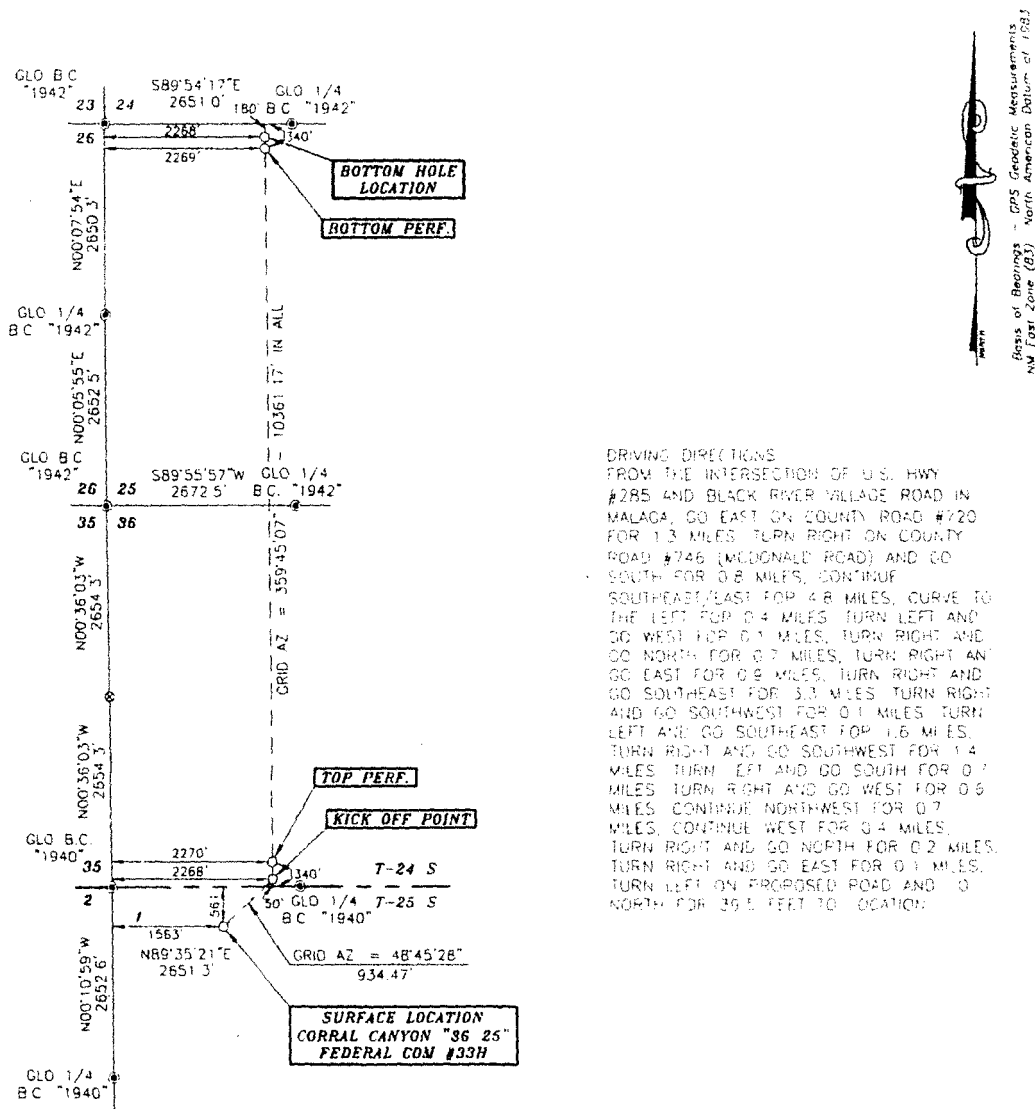 GLO B.C.
"1942"
23 24
26
S89°54'17"E
2651.0'
GLO 1/4
B.C. "1942"
180'
340'
2268'
2269'
BOTTOM HOLE
LOCATION
BOTTOM PERF.
N00°07'54"E
2650.3'
GLO 1/4
B.C. "1942"
N00°05'55"E
2652.5'
10361.17' IN ALL
GRID AZ = 359°45'07"
GLO B.C.
"1942"
26 25
35 36
S89°55'57"W
2672.5'
GLO 1/4
B.C. "1942"
N00°36'03"W
2654.3'
N00°36'03"W
2654.3'
TOP PERF.
KICK OFF POINT
GLO B.C.
"1940"
35
2
1
2270'
2268'
340'
50'
T-24 S
T-25 S
GLO 1/4
B.C. "1940"
561'
1563'
N89°35'21"E
2651.3'
GRID AZ = 48°45'28"
934.47'
N00°10'59"W
2652.6'
SURFACE LOCATION
CORRAL CANYON "36 25"
FEDERAL COM #33H
GLO 1/4
B.C. "1940"
NORTH
Basis of Bearings - GPS Geodetic Measurements
NM East Zone (83) North American Datum of 1983
DRIVING DIRECTIONS
FROM THE INTERSECTION OF U.S. HWY
#285 AND BLACK RIVER VILLAGE ROAD IN
MALAGA, GO EAST ON COUNTY ROAD #720
FOR 1.3 MILES, TURN RIGHT ON COUNTY
ROAD #746 (MCDONALD ROAD) AND GO
SOUTH FOR 0.8 MILES, CONTINUE
SOUTHEAST/EAST FOR 4.8 MILES, CURVE TO
THE LEFT FOR 0.4 MILES TURN LEFT AND
GO WEST FOR 0.1 MILES, TURN RIGHT AND
GO NORTH FOR 0.7 MILES, TURN RIGHT AN
GO EAST FOR 0.9 MILES, TURN RIGHT AND
GO SOUTHEAST FOR 3.3 MILES TURN RIGHT
AND GO SOUTHWEST FOR 0.1 MILES TURN
LEFT AND GO SOUTHEAST FOR 1.6 MILES,
TURN RIGHT AND GO SOUTHWEST FOR 1.4
MILES TURN LEFT AND GO SOUTH FOR
MILES TURN RIGHT AND GO WEST FOR 0.6
MILES CONTINUE NORTHWEST FOR 0.7
MILES, CONTINUE WEST FOR 0.4 MILES,
TURN RIGHT AND GO NORTH FOR 0.2 MILES.
TURN RIGHT AND GO EAST FOR 0.1 MILES,
TURN LEFT ON PROPOSED ROAD AND
NORTH FOR 39.5 FEET TO LOCATION